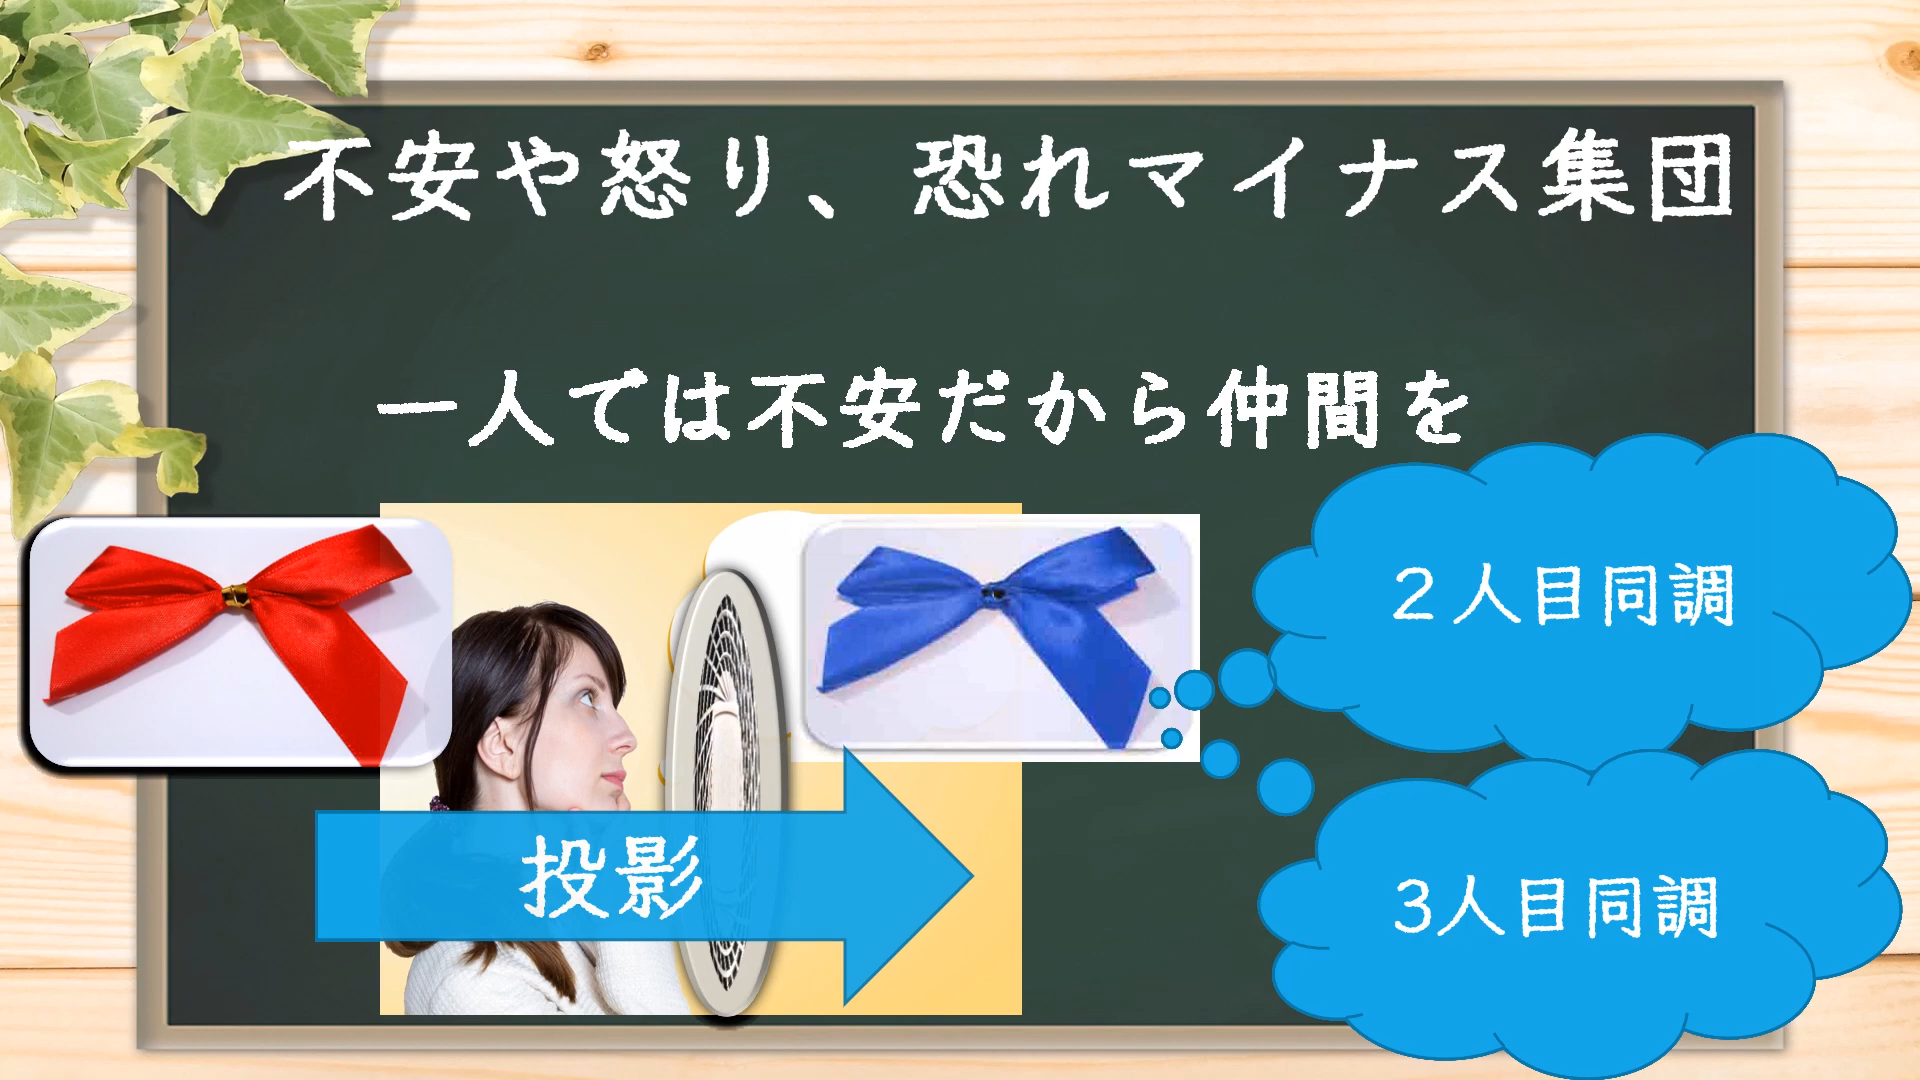 不安や怒り、恐れマイナス集団
一人では不安だから仲間を
２人目同調
投影
3人目同調